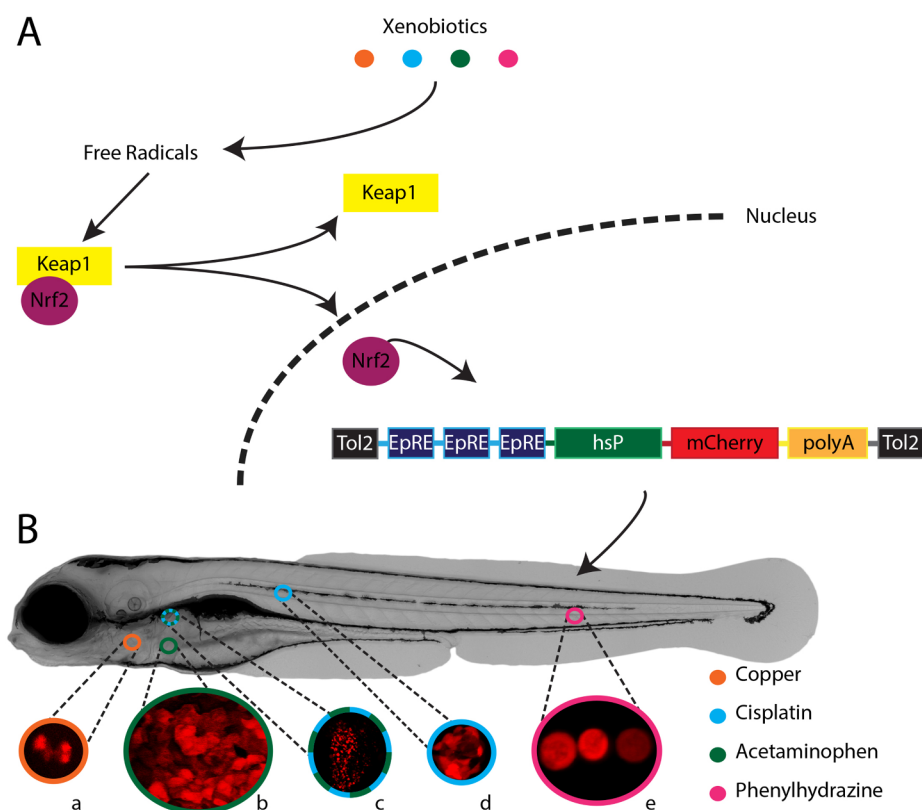 A
Xenobiotics
Free Radicals
Keap1
Nucleus
Keap1
Nrf2
Nrf2
Tol2 EpRE EpRE EpRE hsP mCherry polyA Tol2
B
Copper
Cisplatin
Acetaminophen
Phenylhydrazine
a b c d e